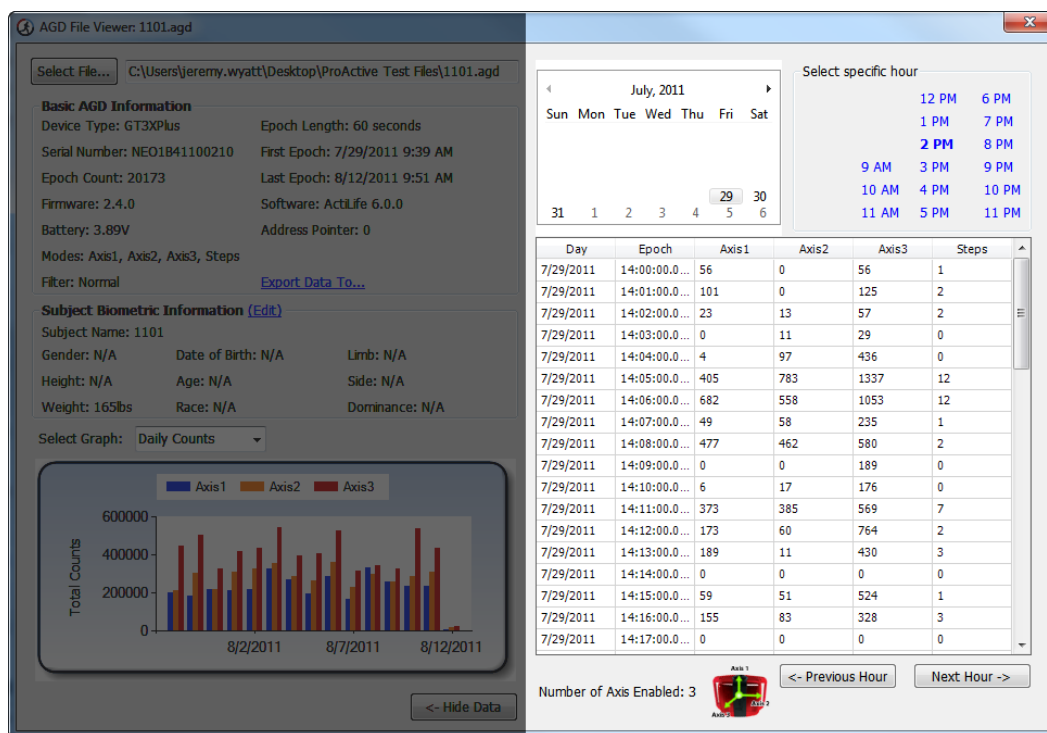 AGD File Viewer: 1101.agd
x
Select File... C:\Users\jeremy.wyatt\Desktop\ProActive Test Files\1101.agd
Basic AGD Information
Device Type: GT3XPlus Epoch Length: 60 seconds
Serial Number: NEO1B41100210 First Epoch: 7/29/2011 9:39 AM
Epoch Count: 20173 Last Epoch: 8/12/2011 9:51 AM
Firmware: 2.4.0 Software: ActiLife 6.0.0
Battery: 3.89V Address Pointer: 0
Modes: Axis1, Axis2, Axis3, Steps
Filter: Normal Export Data To...
Subject Biometric Information (Edit)
Subject Name: 1101
Gender: N/A Date of Birth: N/A Limb: N/A
Height: N/A Age: N/A Side: N/A
Weight: 165lbs Race: N/A Dominance: N/A
Select Graph: Daily Counts
Axis1 Axis2 Axis3
Total Counts
600000
400000
200000
0
8/2/2011 8/7/2011 8/12/2011
<- Hide Data
July, 2011
Sun Mon Tue Wed Thu Fri Sat
29 30
31 1 2 3 4 5 6
Select specific hour
12 PM 6 PM
1 PM 7 PM
2 PM 8 PM
9 AM 3 PM 9 PM
10 AM 4 PM 10 PM
11 AM 5 PM 11 PM
Day Epoch Axis1 Axis2 Axis3 Steps
7/29/2011 14:00:00.0... 56 0 56 1
7/29/2011 14:01:00.0... 101 0 125 2
7/29/2011 14:02:00.0... 23 13 57 2
7/29/2011 14:03:00.0... 0 11 29 0
7/29/2011 14:04:00.0... 4 97 436 0
7/29/2011 14:05:00.0... 405 783 1337 12
7/29/2011 14:06:00.0... 682 558 1053 12
7/29/2011 14:07:00.0... 49 58 235 1
7/29/2011 14:08:00.0... 477 462 580 2
7/29/2011 14:09:00.0... 0 0 189 0
7/29/2011 14:10:00.0... 6 17 176 0
7/29/2011 14:11:00.0... 373 385 569 7
7/29/2011 14:12:00.0... 173 60 764 2
7/29/2011 14:13:00.0... 189 11 430 3
7/29/2011 14:14:00.0... 0 0 0 0
7/29/2011 14:15:00.0... 59 51 524 1
7/29/2011 14:16:00.0... 155 83 328 3
7/29/2011 14:17:00.0... 0 0 0 0
Number of Axis Enabled: 3
Axis 1
Axis 2
Axis 3
<- Previous Hour Next Hour ->